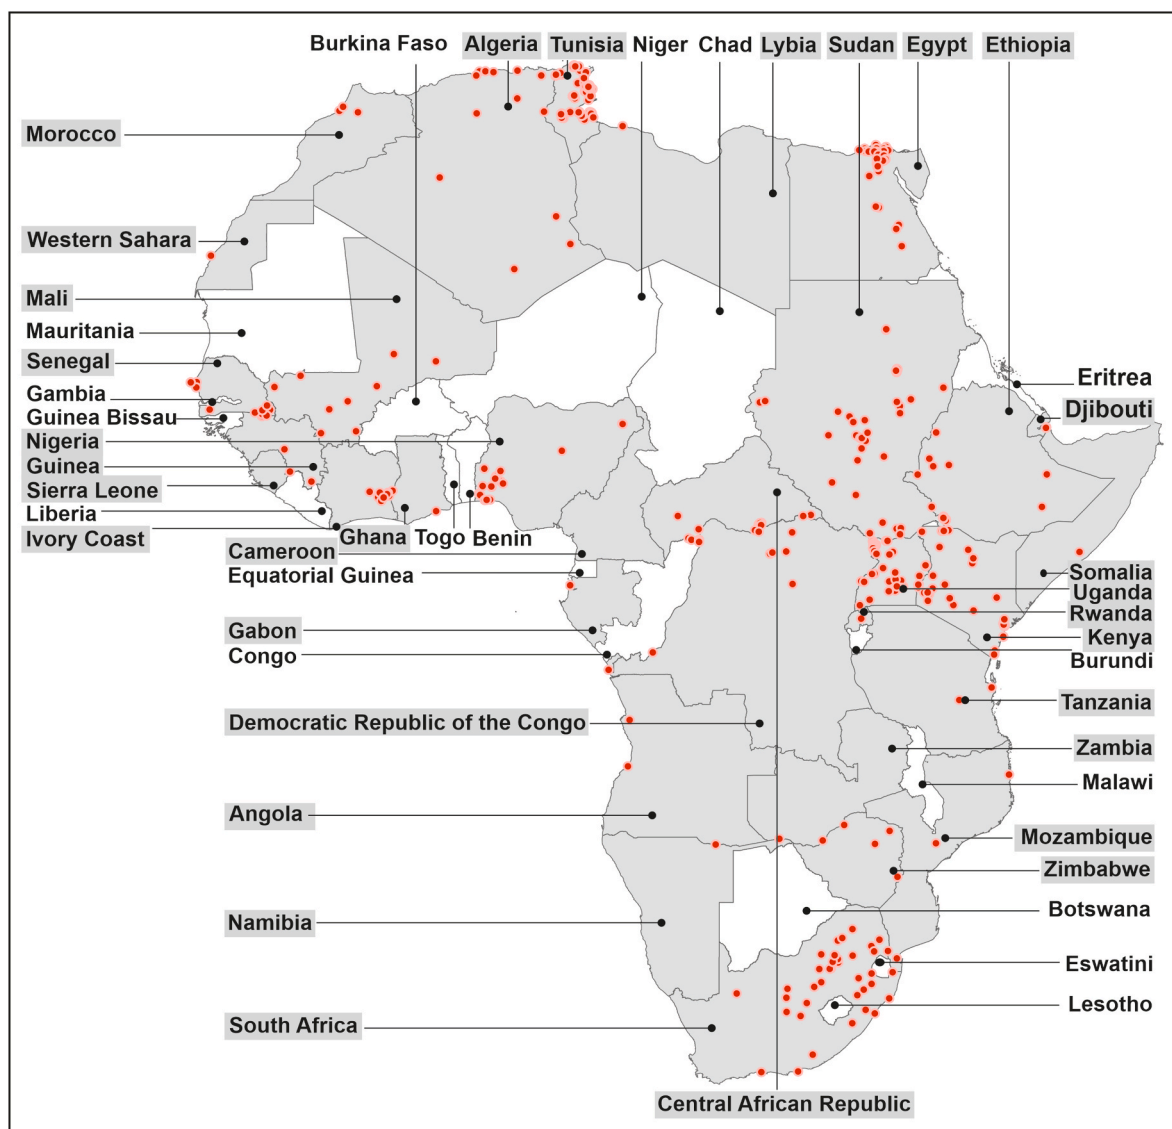 Burkina Faso Algeria Tunisia Niger Chad Lybia Sudan Egypt Ethiopia
Morocco
Western Sahara
Mali
Mauritania
Senegal
Gambia
Guinea Bissau
Nigeria
Guinea
Sierra Leone
Liberia
Ivory Coast
Ghana Togo Benin
Cameroon
Equatorial Guinea
Gabon
Congo
Democratic Republic of the Congo
Angola
Namibia
South Africa
Eritrea
Djibouti
Somalia
Uganda
Rwanda
Kenya
Burundi
Tanzania
Zambia
Malawi
Mozambique
Zimbabwe
Botswana
Eswatini
Lesotho
Central African Republic